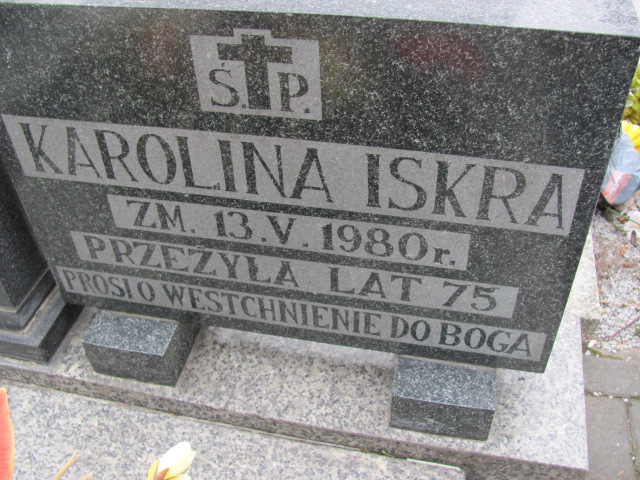 Ś.P.
KAROLINA ISKRA
ZM. 13.V.1980r.
PRZEŻYŁA LAT 75
PROSI O WESTCHNIENIE DO BOGA